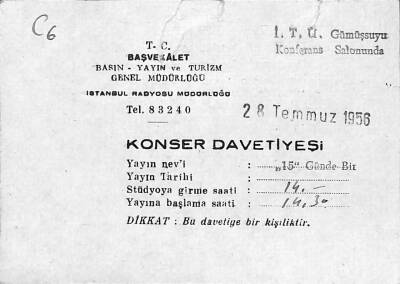 C6
İ. T. Ü. Gümüşsuyu
Konferans Salonunda
T. C.
BAŞVEKÂLET
BASIN - YAYIN ve TURİZM
GENEL MÜDÜRLÜĞÜ
İSTANBUL RADYOSU MÜDÜRLÜĞÜ
Tel. 83240
28 Temmuz 1956
KONSER DAVETİYESİ
Yayın nev'i : „15“ Günde Bir
Yayın Tarihi :
Stüdyoya girme saati : 14.-
Yayına başlama saati : 14,30
DİKKAT : Bu davetiye bir kişiliktir.